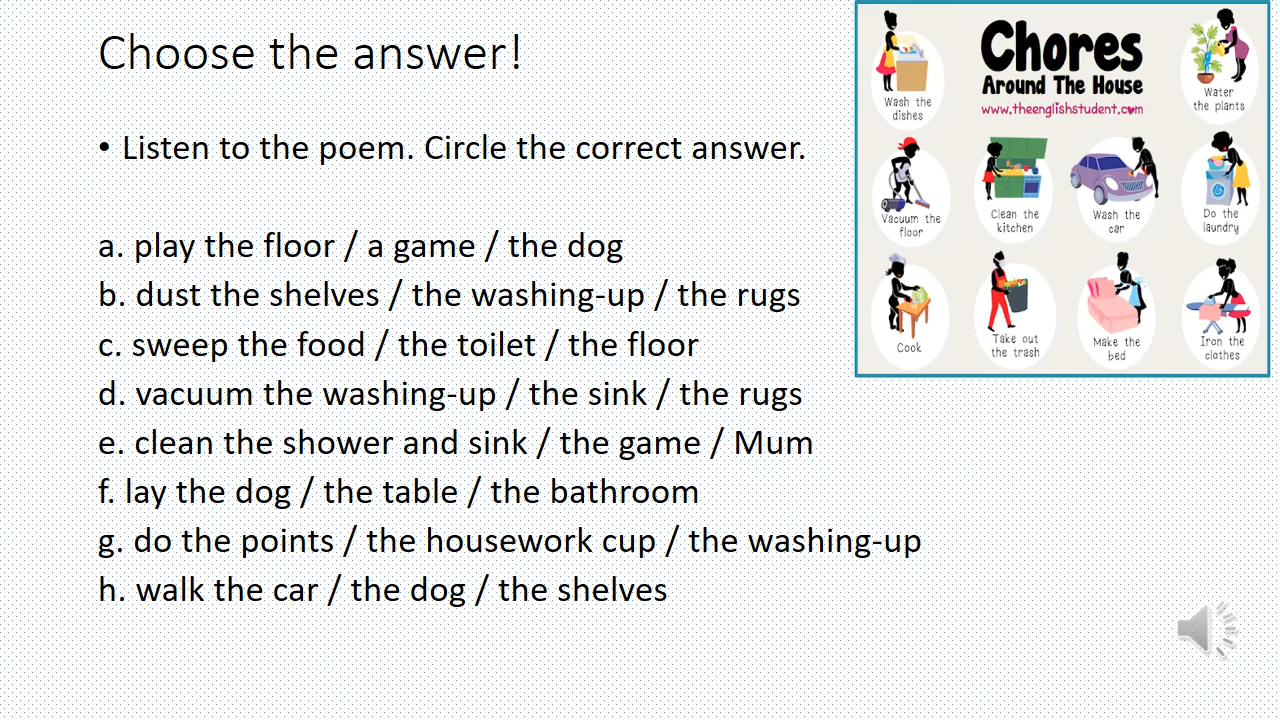 Choose the answer!
• Listen to the poem. Circle the correct answer.
a. play the floor / a game / the dog
b. dust the shelves / the washing-up / the rugs
c. sweep the food / the toilet / the floor
d. vacuum the washing-up / the sink / the rugs
e. clean the shower and sink / the game / Mum
f. lay the dog / the table / the bathroom
g. do the points / the housework cup / the washing-up
h. walk the car / the dog / the shelves
Chores
Around The House
www.theenglishstudent.com
Wash the
dishes
Water
the plants
Vacuum the
floor
Clean the
kitchen
Wash the
car
Do the
laundry
Cook
Take out
the trash
Make the
bed
Iron the
clothes